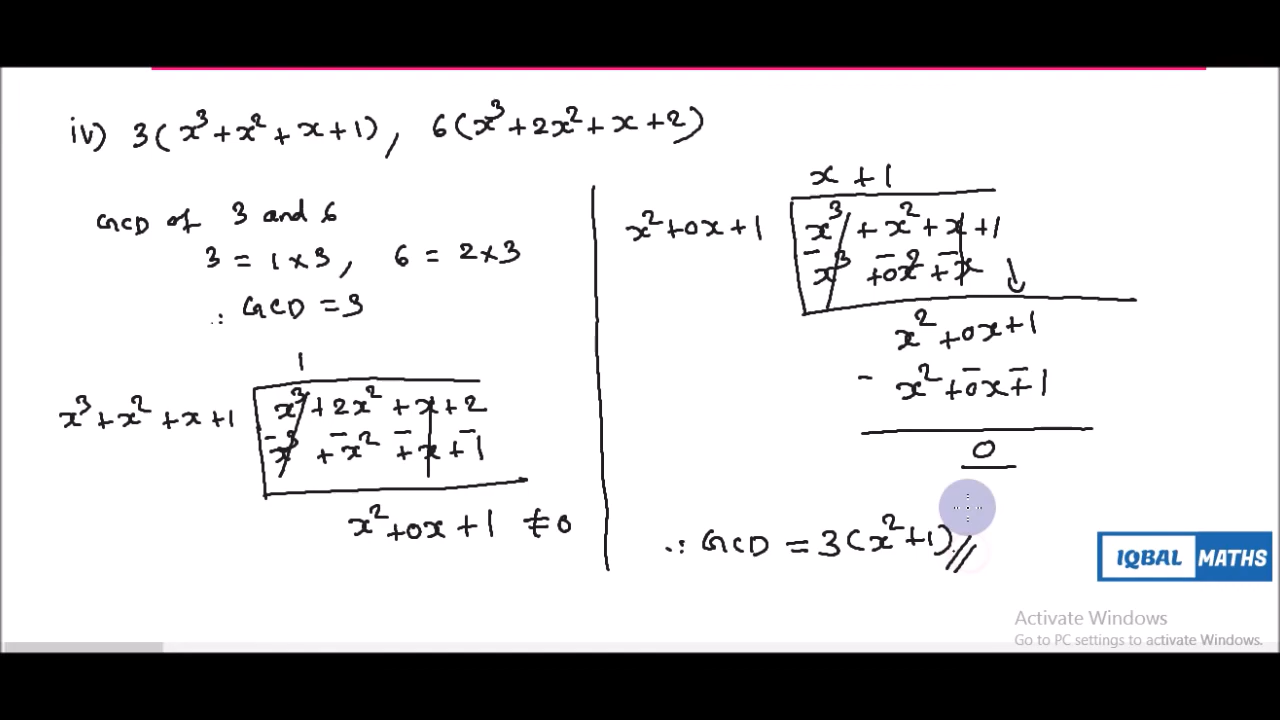 iv) 3(x³+x²+x+1), 6(x³+2x²+x+2)
GCD of 3 and 6
3 = 1×3, 6 = 2×3
∴ GCD = 3
1
x³+x²+x+1 x³+2x²+x+2
- - - -
x³ +x² +x +1
x²+0x+1 ≠0
x +1
x²+0x+1 x³+x²+x+1
- - -
x³ +0x² +x
x²+0x+1
- - -
x²+0x+1
0
∴ GCD = 3(x²+1)//
IQBAL MATHS
Activate Windows
Go to PC settings to activate Windows.